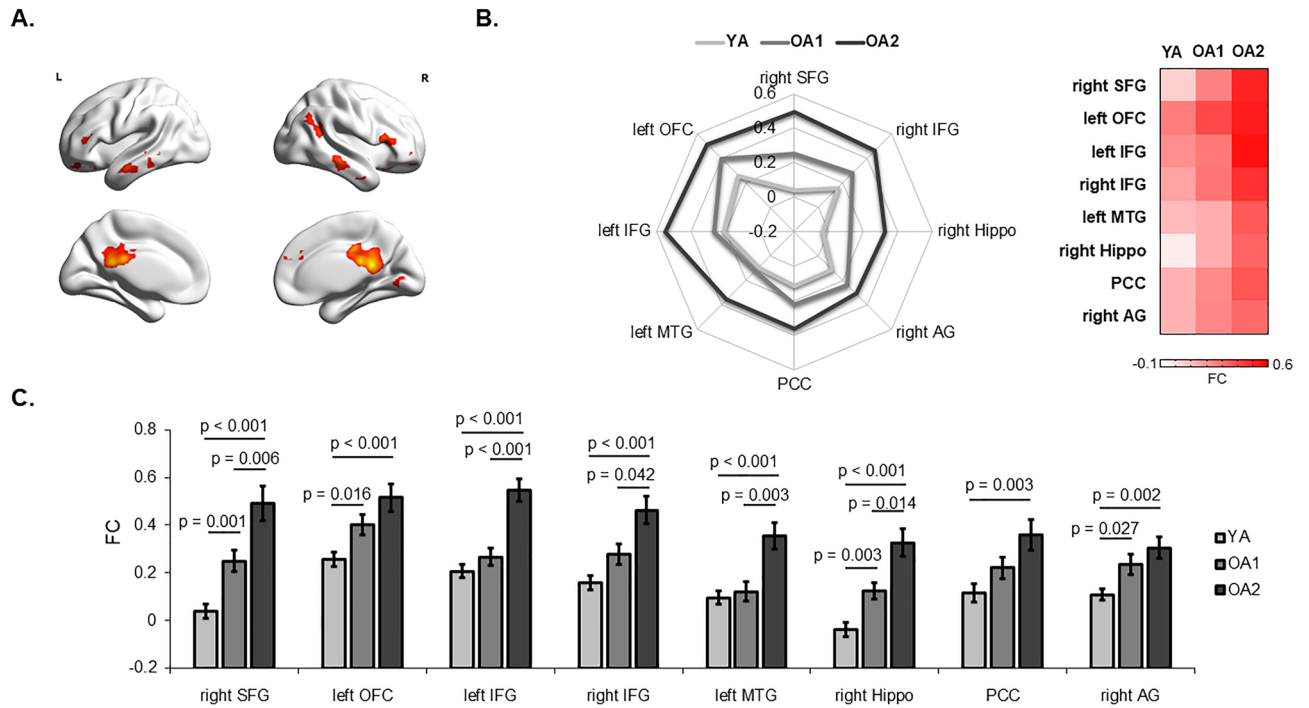 A.
L
R
B.
YA OA1 OA2
right SFG
0.6
0.4
0.2
0
-0.2
right IFG
right Hippo
right AG
PCC
left MTG
left IFG
left OFC
YA OA1 OA2
right SFG
left OFC
left IFG
right IFG
left MTG
right Hippo
PCC
right AG
-0.1 0.6
FC
C.
FC
0.8
0.6
0.4
0.2
0
-0.2
p < 0.001
p = 0.006
p = 0.001
p < 0.001
p = 0.016
p < 0.001
p < 0.001
p < 0.001
p = 0.042
p < 0.001
p = 0.003
p < 0.001
p = 0.014
p = 0.003
p = 0.003
p = 0.002
p = 0.027
right SFG left OFC left IFG right IFG left MTG right Hippo PCC right AG
YA
OA1
OA2